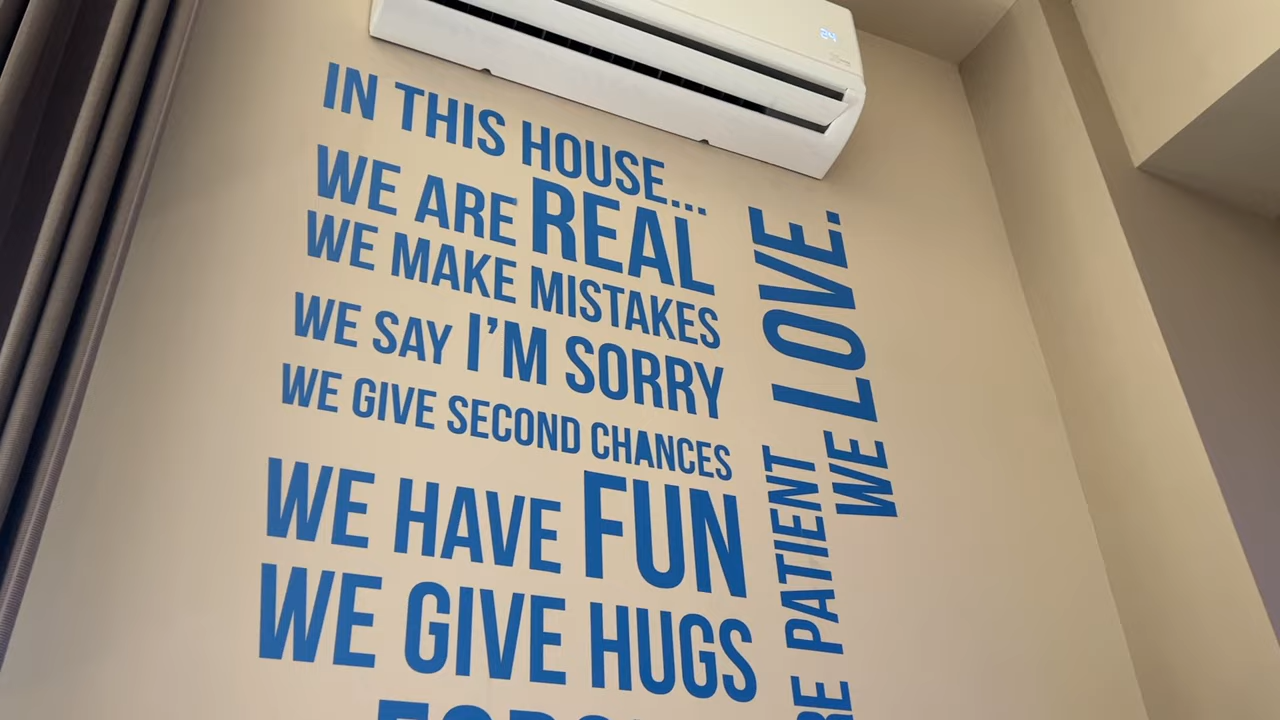 24
IN THIS HOUSE...
WE ARE REAL
WE MAKE MISTAKES
WE SAY I'M SORRY
WE GIVE SECOND CHANCES
WE HAVE FUN
WE GIVE HUGS
PATIENT
WE LOVE.